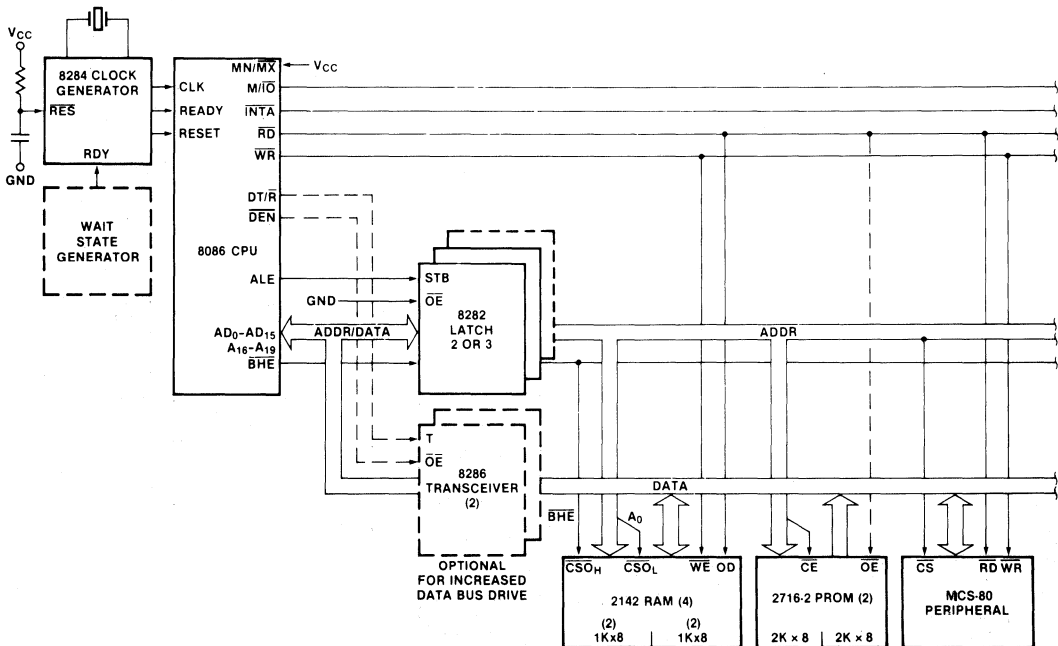 VCC
8284 CLOCK
GENERATOR
RES
RDY
GND
WAIT
STATE
GENERATOR
CLK
READY
RESET
MN/MX
VCC
M/IO
INTA
RD
WR
DT/R
DEN
8086 CPU
ALE
AD0-AD15
A16-A19
BHE
ADDR/DATA
GND
STB
OE
8282
LATCH
2 OR 3
ADDR
T
OE
8286
TRANSCEIVER
(2)
OPTIONAL
FOR INCREASED
DATA BUS DRIVE
DATA
BHE
A0
CSOH
CSOL
WE
OD
2142 RAM (4)
(2)
1Kx8
(2)
1Kx8
CE
OE
2716-2 PROM (2)
2K × 8
2K × 8
CS
RD
WR
MCS-80
PERIPHERAL